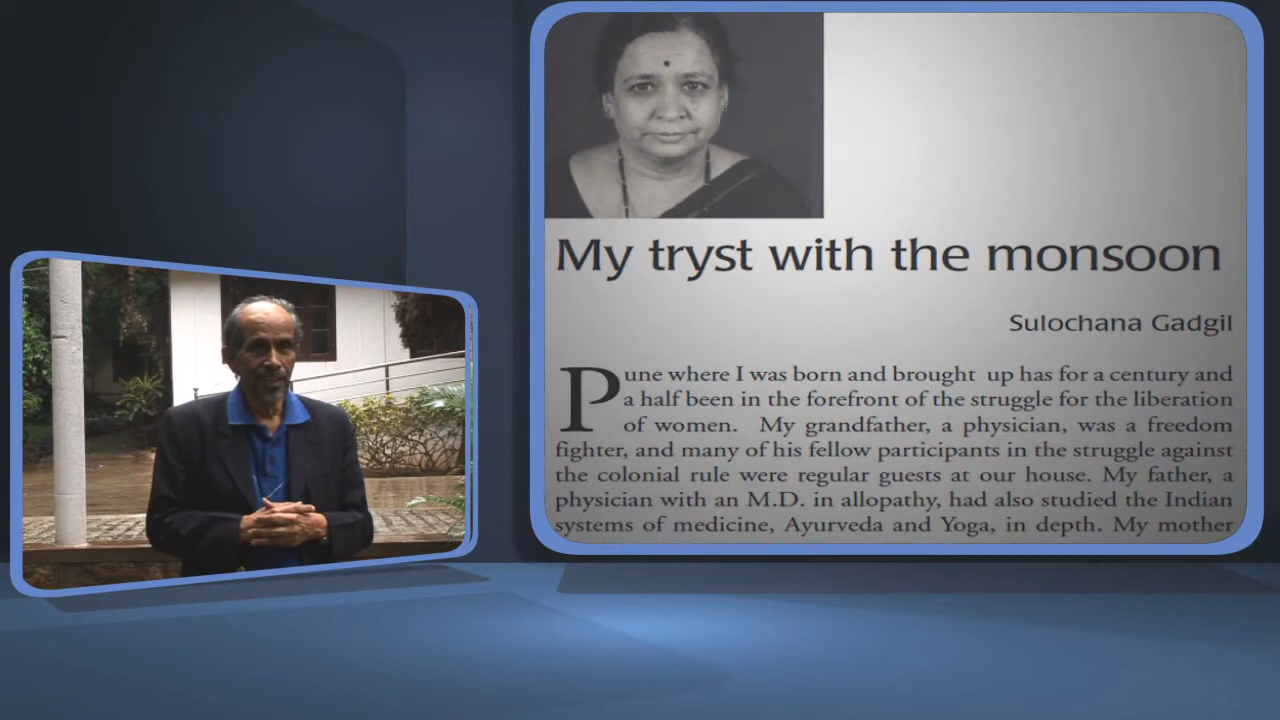 My tryst with the monsoon
Sulochana Gadgil
Pune where I was born and brought up has for a century and
a half been in the forefront of the struggle for the liberation
of women. My grandfather, a physician, was a freedom
fighter, and many of his fellow participants in the struggle against
the colonial rule were regular guests at our house. My father, a
physician with an M.D. in allopathy, had also studied the Indian
systems of medicine, Ayurveda and Yoga, in depth. My mother